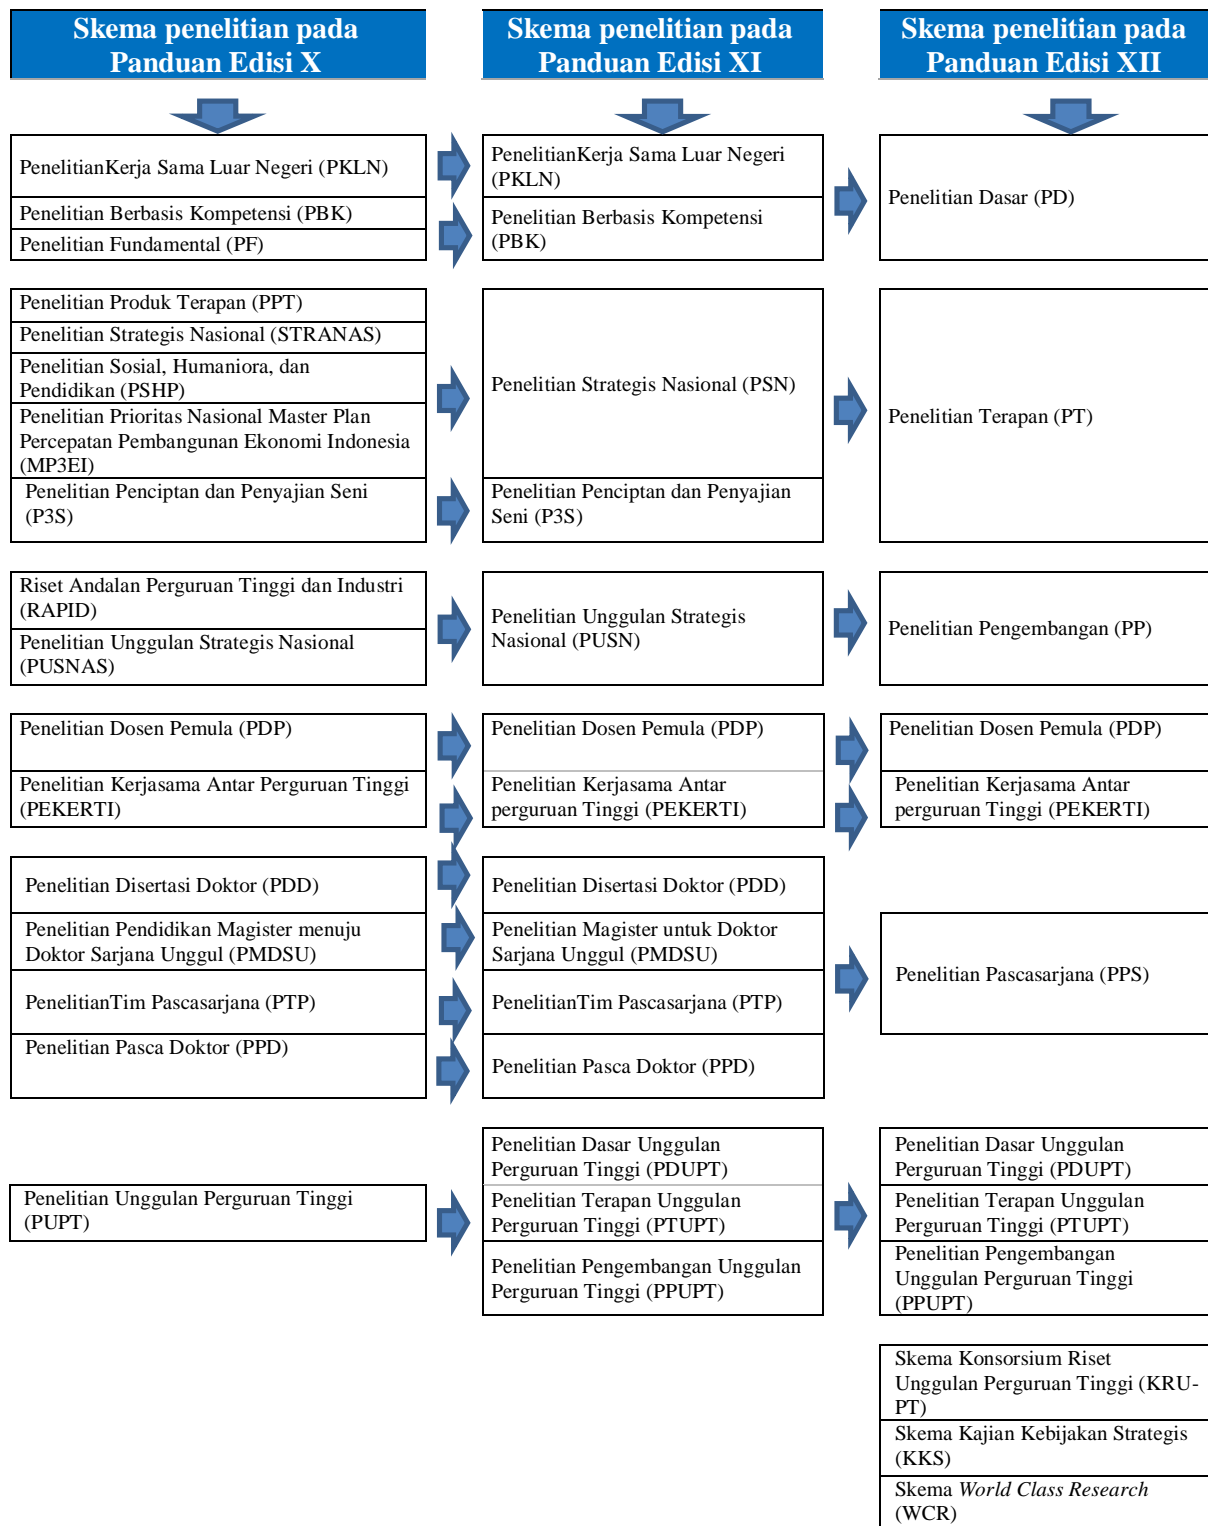 Skema penelitian pada
Panduan Edisi X
Skema penelitian pada
Panduan Edisi XI
Skema penelitian pada
Panduan Edisi XII
PenelitianKerja Sama Luar Negeri (PKLN)
Penelitian Berbasis Kompetensi (PBK)
Penelitian Fundamental (PF)
PenelitianKerja Sama Luar Negeri
(PKLN)
Penelitian Berbasis Kompetensi
(PBK)
Penelitian Dasar (PD)
Penelitian Produk Terapan (PPT)
Penelitian Strategis Nasional (STRANAS)
Penelitian Sosial, Humaniora, dan
Pendidikan (PSHP)
Penelitian Prioritas Nasional Master Plan
Percepatan Pembangunan Ekonomi Indonesia
(MP3EI)
Penelitian Penciptan dan Penyajian Seni
(P3S)
Penelitian Strategis Nasional (PSN)
Penelitian Penciptan dan Penyajian
Seni (P3S)
Penelitian Terapan (PT)
Riset Andalan Perguruan Tinggi dan Industri
(RAPID)
Penelitian Unggulan Strategis Nasional
(PUSNAS)
Penelitian Unggulan Strategis
Nasional (PUSN)
Penelitian Pengembangan (PP)
Penelitian Dosen Pemula (PDP)
Penelitian Kerjasama Antar Perguruan Tinggi
(PEKERTI)
Penelitian Dosen Pemula (PDP)
Penelitian Kerjasama Antar
perguruan Tinggi (PEKERTI)
Penelitian Dosen Pemula (PDP)
Penelitian Kerjasama Antar
perguruan Tinggi (PEKERTI)
Penelitian Disertasi Doktor (PDD)
Penelitian Pendidikan Magister menuju
Doktor Sarjana Unggul (PMDSU)
PenelitianTim Pascasarjana (PTP)
Penelitian Pasca Doktor (PPD)
Penelitian Disertasi Doktor (PDD)
Penelitian Magister untuk Doktor
Sarjana Unggul (PMDSU)
PenelitianTim Pascasarjana (PTP)
Penelitian Pasca Doktor (PPD)
Penelitian Pascasarjana (PPS)
Penelitian Unggulan Perguruan Tinggi
(PUPT)
Penelitian Dasar Unggulan
Perguruan Tinggi (PDUPT)
Penelitian Terapan Unggulan
Perguruan Tinggi (PTUPT)
Penelitian Pengembangan Unggulan
Perguruan Tinggi (PPUPT)
Penelitian Dasar Unggulan
Perguruan Tinggi (PDUPT)
Penelitian Terapan Unggulan
Perguruan Tinggi (PTUPT)
Penelitian Pengembangan
Unggulan Perguruan Tinggi
(PPUPT)
Skema Konsorsium Riset
Unggulan Perguruan Tinggi (KRU-
PT)
Skema Kajian Kebijakan Strategis
(KKS)
Skema World Class Research
(WCR)